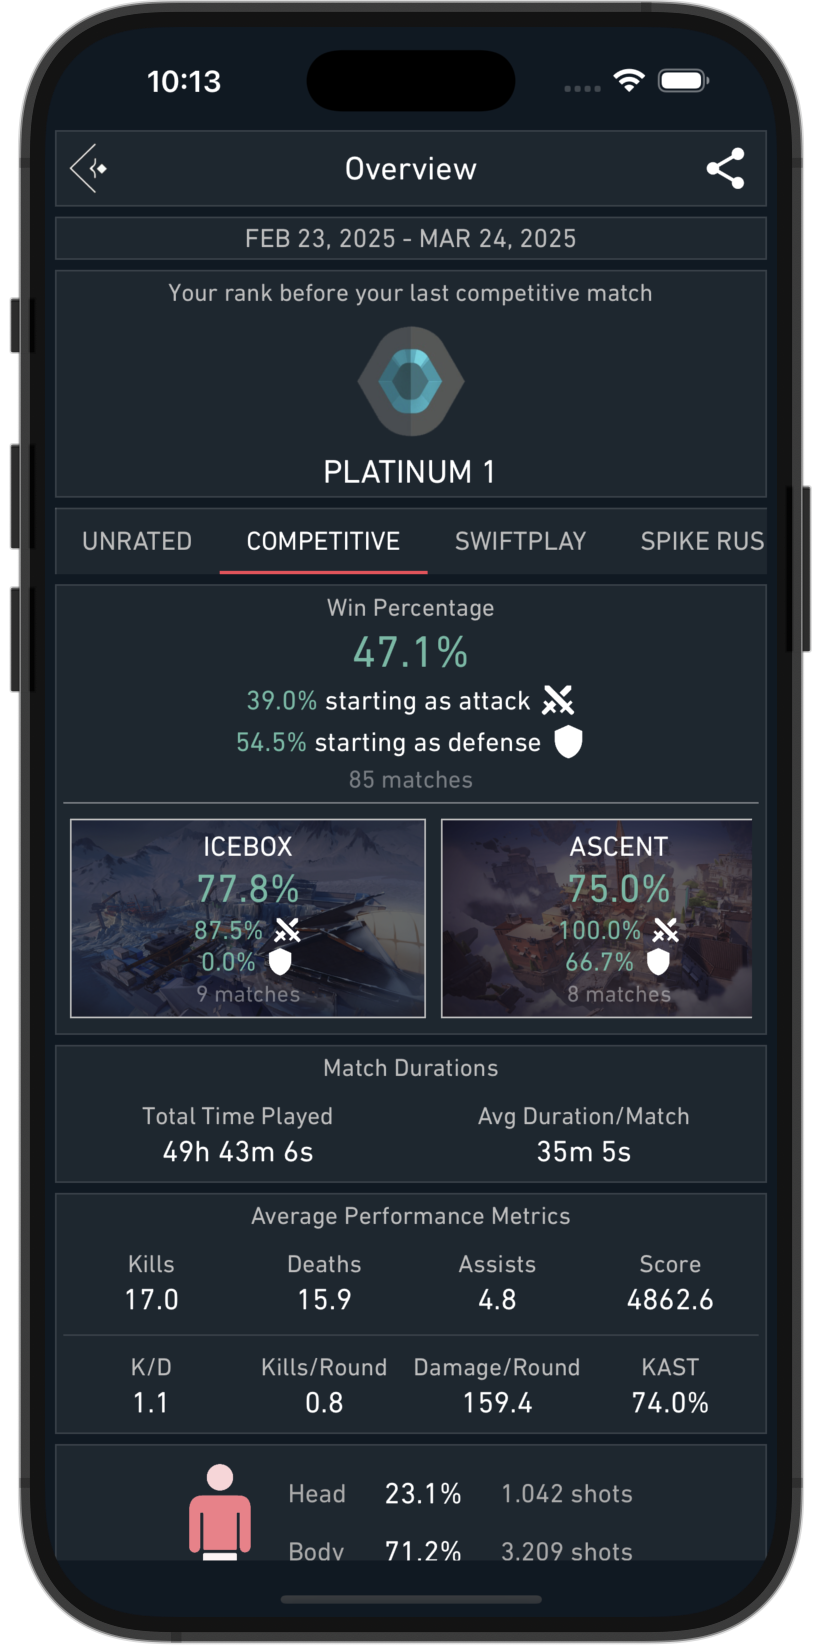 10:13
Overview
FEB 23, 2025 - MAR 24, 2025
Your rank before your last competitive match
PLATINUM 1
UNRATED COMPETITIVE SWIFTPLAY SPIKE RUS
Win Percentage
47.1%
39.0% starting as attack
54.5% starting as defense
85 matches
ICEBOX
77.8%
87.5%
0.0%
9 matches
ASCENT
75.0%
100.0%
66.7%
8 matches
Match Durations
Total Time Played Avg Duration/Match
49h 43m 6s 35m 5s
Average Performance Metrics
Kills Deaths Assists Score
17.0 15.9 4.8 4862.6
K/D Kills/Round Damage/Round KAST
1.1 0.8 159.4 74.0%
Head 23.1% 1.042 shots
Body 71.2% 3.209 shots